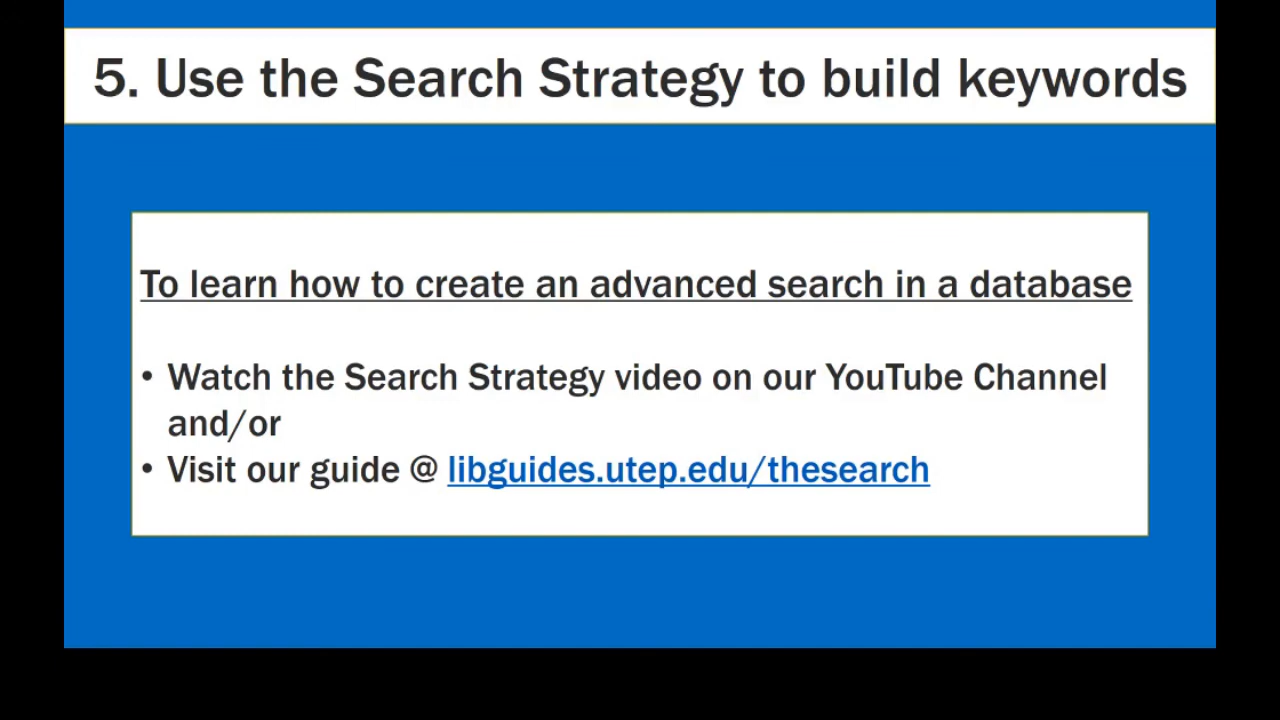 5. Use the Search Strategy to build keywords
To learn how to create an advanced search in a database
• Watch the Search Strategy video on our YouTube Channel
and/or
• Visit our guide @ libguides.utep.edu/thesearch